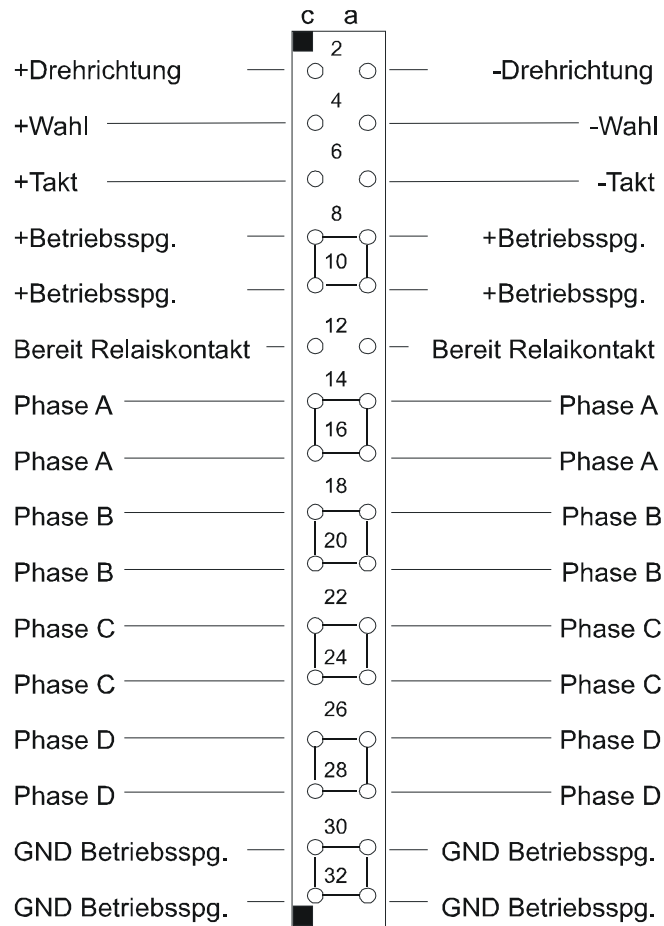 c a
2
+Drehrichtung -Drehrichtung
4
+Wahl -Wahl
6
+Takt -Takt
8
+Betriebsspg. +Betriebsspg.
10
+Betriebsspg. +Betriebsspg.
12
Bereit Relaiskontakt Bereit Relaikontakt
14
Phase A Phase A
16
Phase A Phase A
18
Phase B Phase B
20
Phase B Phase B
22
Phase C Phase C
24
Phase C Phase C
26
Phase D Phase D
28
Phase D Phase D
30
GND Betriebsspg. GND Betriebsspg.
32
GND Betriebsspg. GND Betriebsspg.